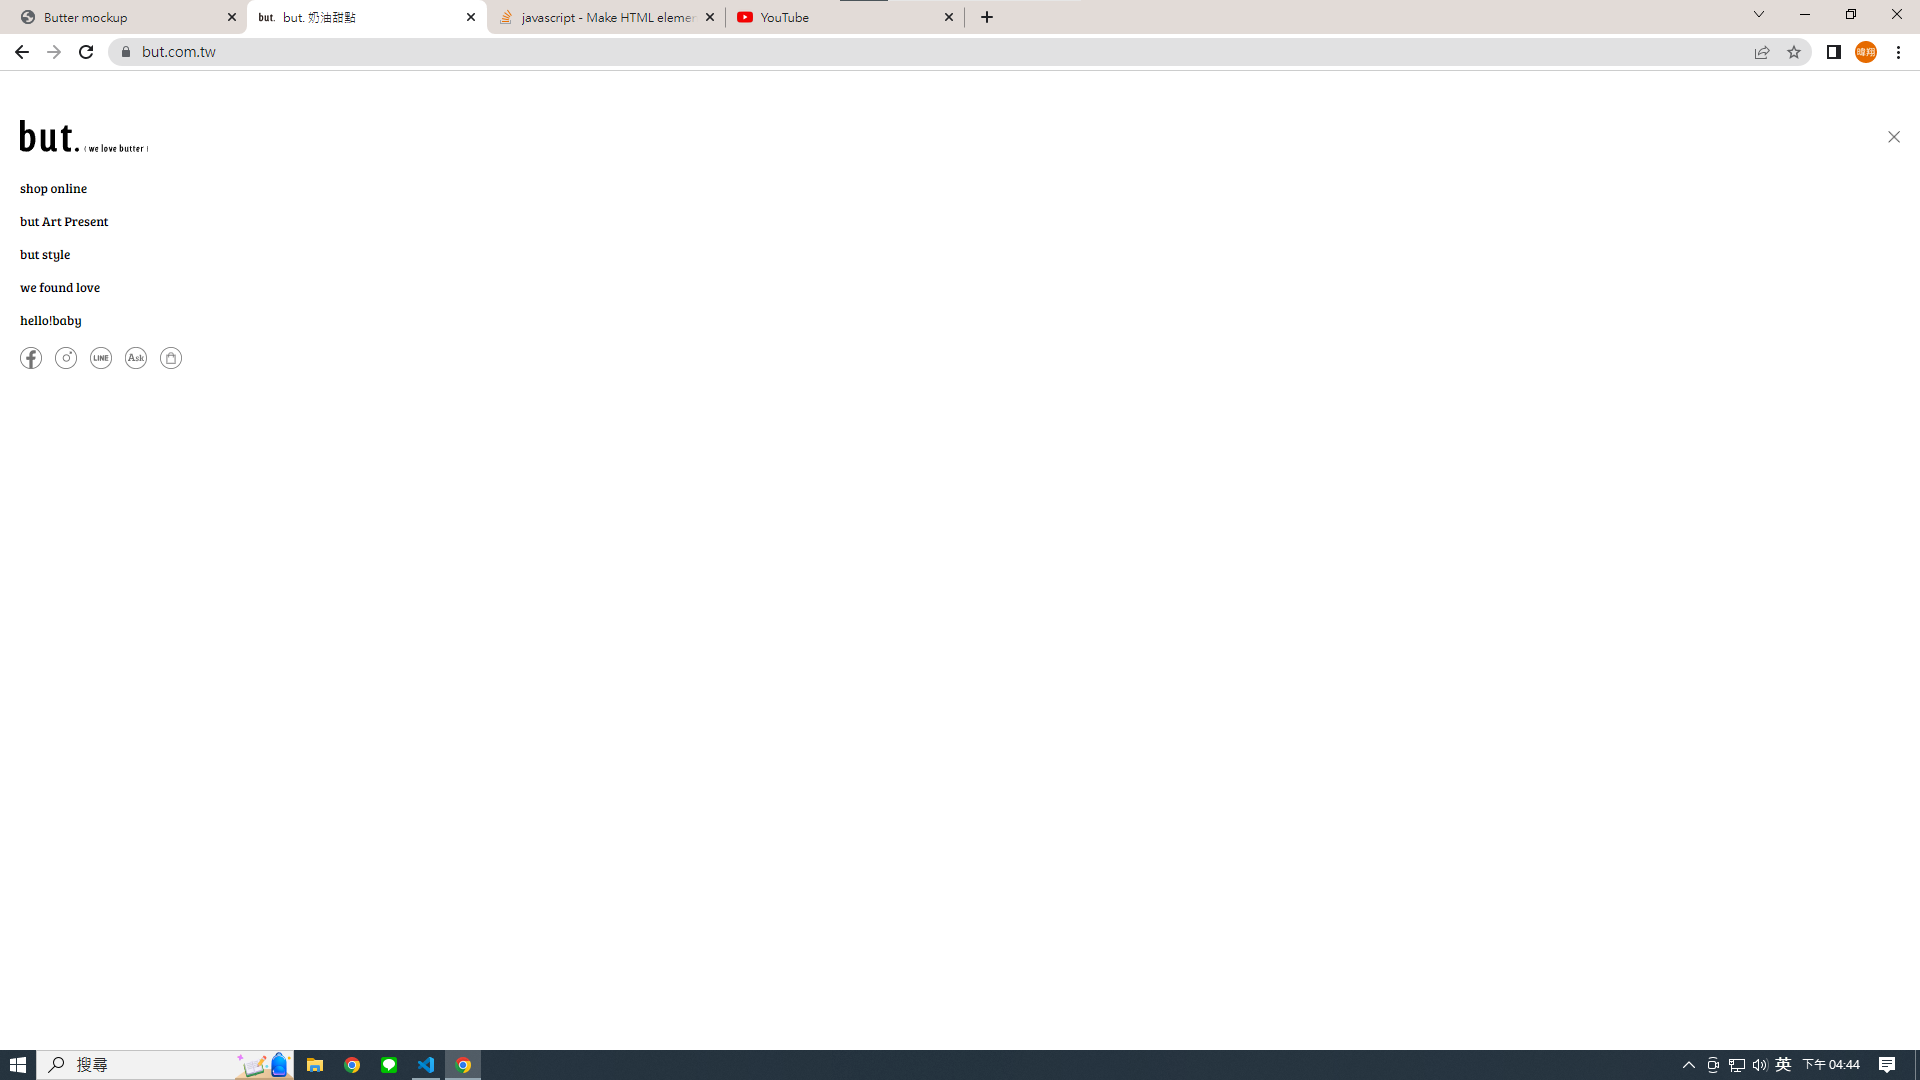 Butter mockup
but. but. 奶油甜點
javascript - Make HTML elemen
YouTube
but.com.tw
暐翔
but. ( we love butter )
shop online
but Art Present
but style
we found love
hello!baby
LINE
Ask
搜尋
英
下午 04:44